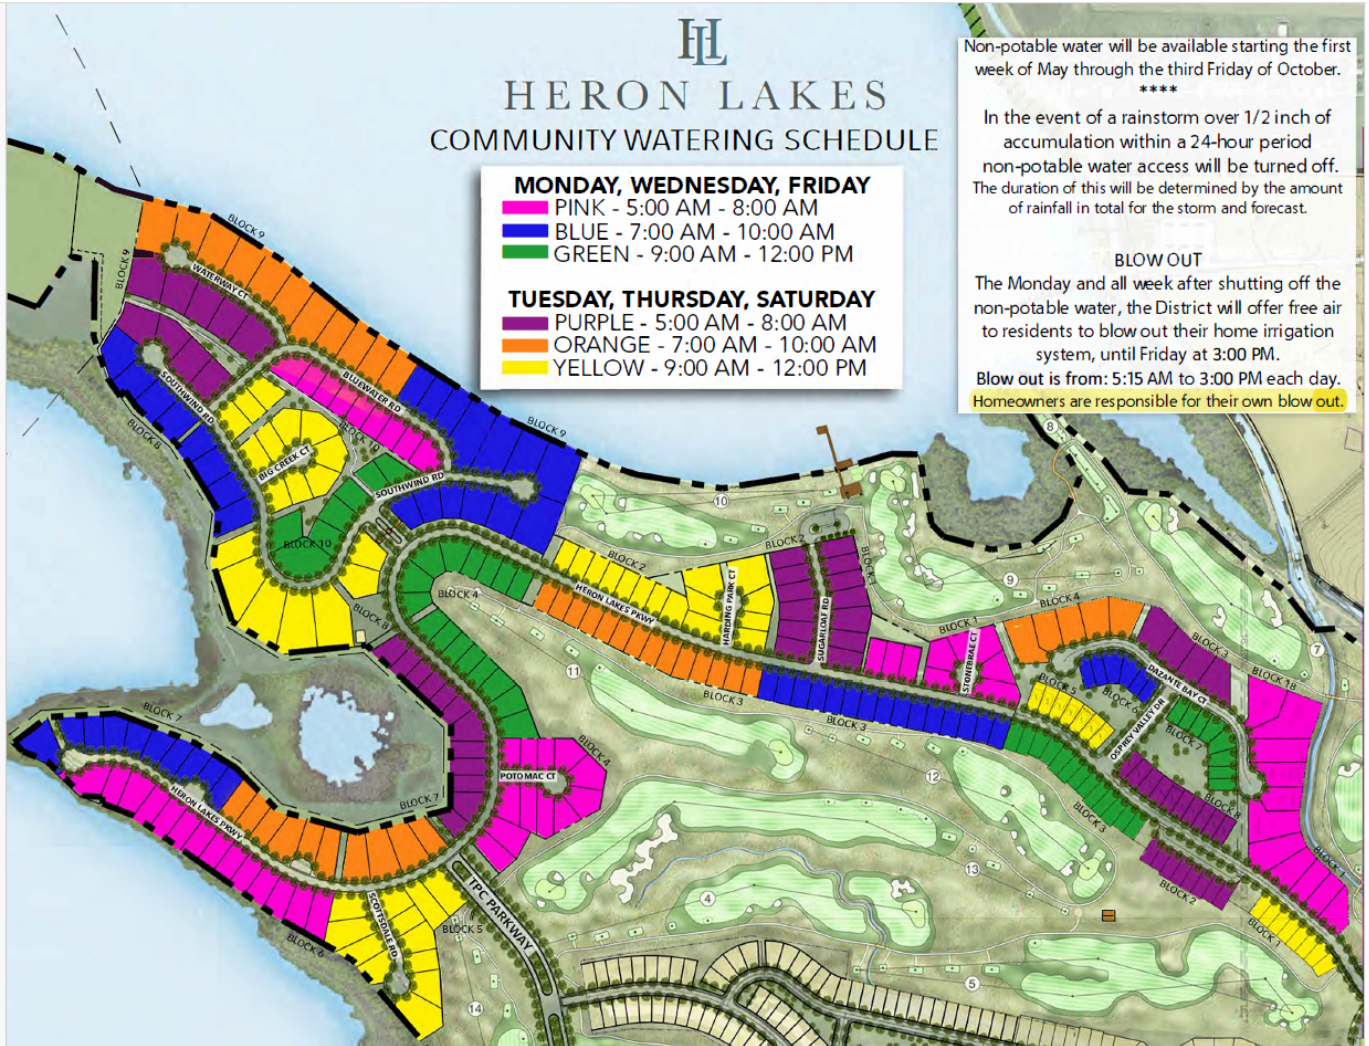 HL
HERON LAKES
COMMUNITY WATERING SCHEDULE
MONDAY, WEDNESDAY, FRIDAY
PINK - 5:00 AM - 8:00 AM
BLUE - 7:00 AM - 10:00 AM
GREEN - 9:00 AM - 12:00 PM
TUESDAY, THURSDAY, SATURDAY
PURPLE - 5:00 AM - 8:00 AM
ORANGE - 7:00 AM - 10:00 AM
YELLOW - 9:00 AM - 12:00 PM
Non-potable water will be available starting the first
week of May through the third Friday of October.
****
In the event of a rainstorm over 1/2 inch of
accumulation within a 24-hour period
non-potable water access will be turned off.
The duration of this will be determined by the amount
of rainfall in total for the storm and forecast.
BLOW OUT
The Monday and all week after shutting off the
non-potable water, the District will offer free air
to residents to blow out their home irrigation
system, until Friday at 3:00 PM.
Blow out is from: 5:15 AM to 3:00 PM each day.
Homeowners are responsible for their own blow out.
BLOCK 9
BLOCK 9
WATERWAY CT
BLUEWATER RD
SOUTHWIND RD
BLOCK 8
BLOCK 10
BIG CREEK CT
BLOCK 9
SOUTHWIND RD
BLOCK 10
8
10
BLOCK 2
BLOCK 2
BLOCK 1
9
BLOCK 4
HERON LAKES PKWY
HARDING PARK CT
SUGARLOAF RD
BLOCK 4
BLOCK 8
BLOCK 1
STONEBRAE CT
BLOCK 3
7
11
DAZANTE BAY CT
BLOCK 18
BLOCK 5
BLOCK 6
BLOCK 3
BLOCK 3
OSPREY VALLEY DR
BLOCK 7
BLOCK 7
BLOCK 4
POTOMAC CT
12
BLOCK 7
HERON LAKES PKWY
BLOCK 3
BLOCK 8
13
BLOCK 1
BLOCK 2
4
TPC PARKWAY
SCOTTSDALE RD
BLOCK 5
BLOCK 6
BLOCK 1
5
14